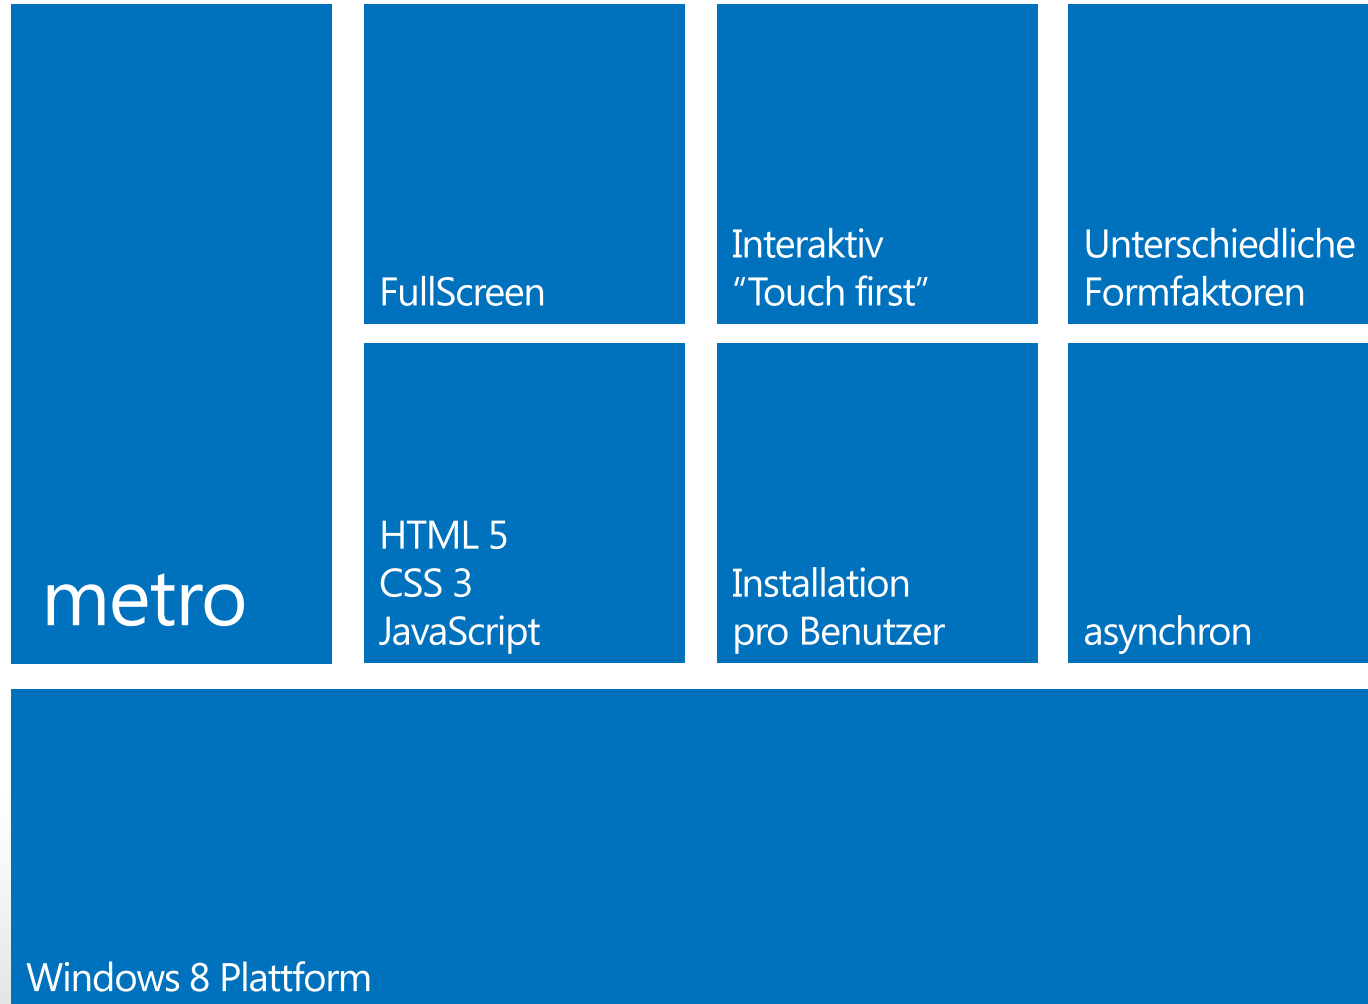 metro
FullScreen
Interaktiv
“Touch first”
Unterschiedliche
Formfaktoren
HTML 5
CSS 3
JavaScript
Installation
pro Benutzer
asynchron
Windows 8 Plattform